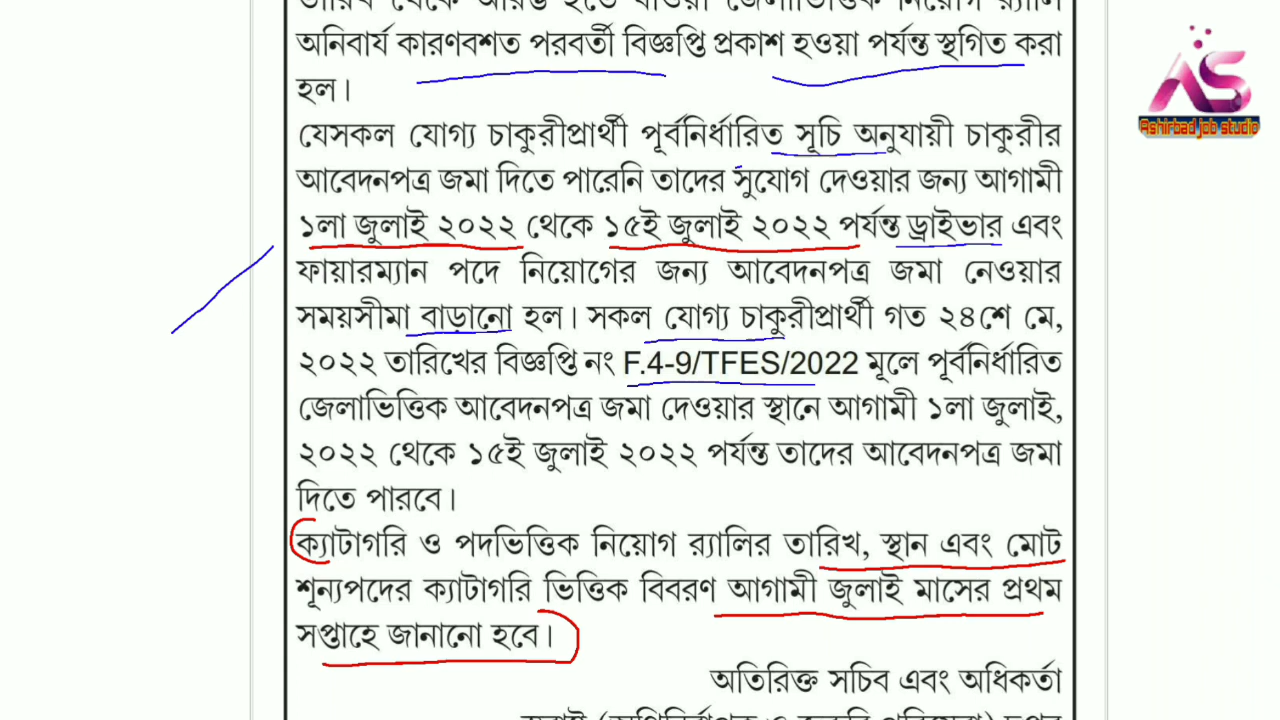 তারিখ থেকে আরম্ভ হতে যাওয়া জেলাভিত্তিক নিয়োগ র‍্যালি
অনিবার্য কারণবশত পরবর্তী বিজ্ঞপ্তি প্রকাশ হওয়া পর্যন্ত স্থগিত করা
হল।
যেসকল যোগ্য চাকুরীপ্রার্থী পূর্বনির্ধারিত সূচি অনুযায়ী চাকুরীর
আবেদনপত্র জমা দিতে পারেনি তাদের সুযোগ দেওয়ার জন্য আগামী
১লা জুলাই ২০২২ থেকে ১৫ই জুলাই ২০২২ পর্যন্ত ড্রাইভার এবং
ফায়ারম্যান পদে নিয়োগের জন্য আবেদনপত্র জমা নেওয়ার
সময়সীমা বাড়ানো হল। সকল যোগ্য চাকুরীপ্রার্থী গত ২৪শে মে,
২০২২ তারিখের বিজ্ঞপ্তি নং F.4-9/TFES/2022 মূলে পূর্বনির্ধারিত
জেলাভিত্তিক আবেদনপত্র জমা দেওয়ার স্থানে আগামী ১লা জুলাই,
২০২২ থেকে ১৫ই জুলাই ২০২২ পর্যন্ত তাদের আবেদনপত্র জমা
দিতে পারবে।
ক্যাটাগরি ও পদভিত্তিক নিয়োগ র‍্যালির তারিখ, স্থান এবং মোট
শূন্যপদের ক্যাটাগরি ভিত্তিক বিবরণ আগামী জুলাই মাসের প্রথম
সপ্তাহে জানানো হবে।
অতিরিক্ত সচিব এবং অধিকর্তা
AS
Ashirbad job studio